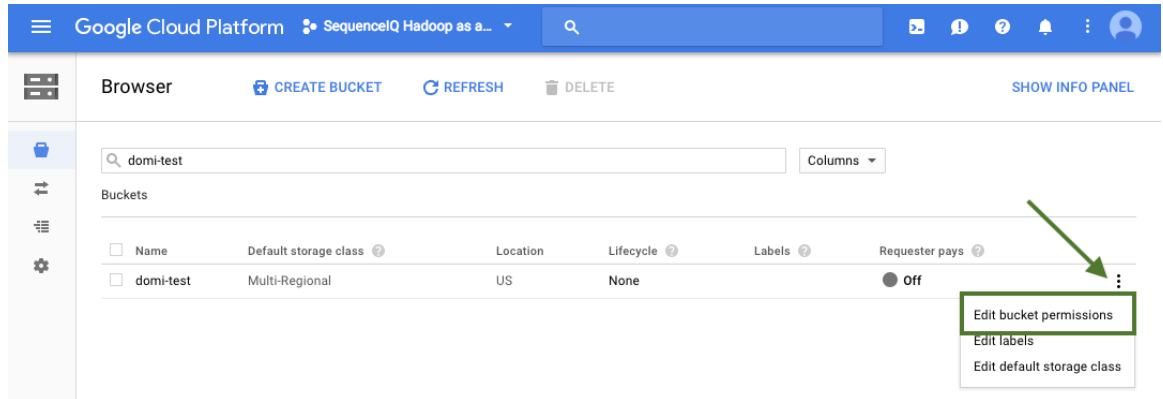 Google Cloud Platform SequenceIQ Hadoop as a...
Browser CREATE BUCKET REFRESH DELETE SHOW INFO PANEL
domi-test Columns
Buckets
Name Default storage class Location Lifecycle Labels Requester pays
domi-test Multi-Regional US None Off
Edit bucket permissions
Edit labels
Edit default storage class